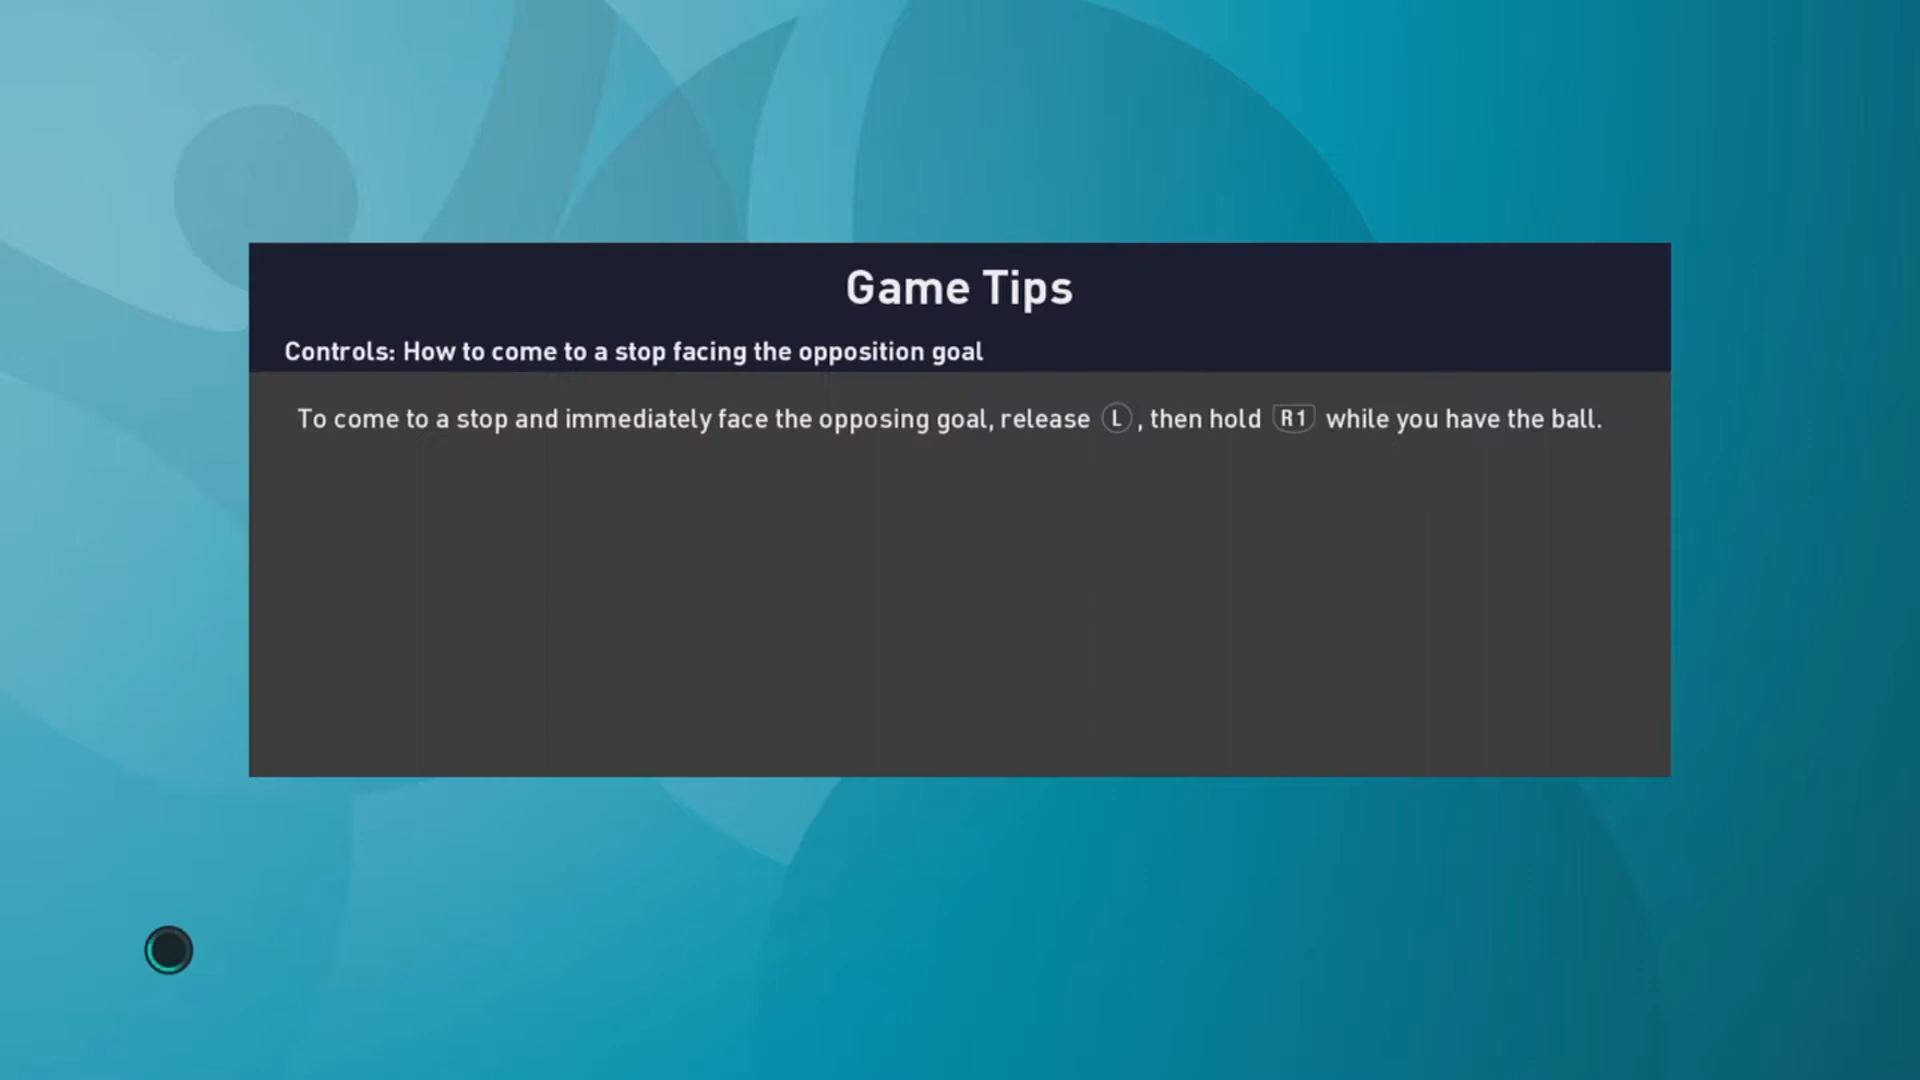 Game Tips
Controls: How to come to a stop facing the opposition goal
To come to a stop and immediately face the opposing goal, release L, then hold R1 while you have the ball.